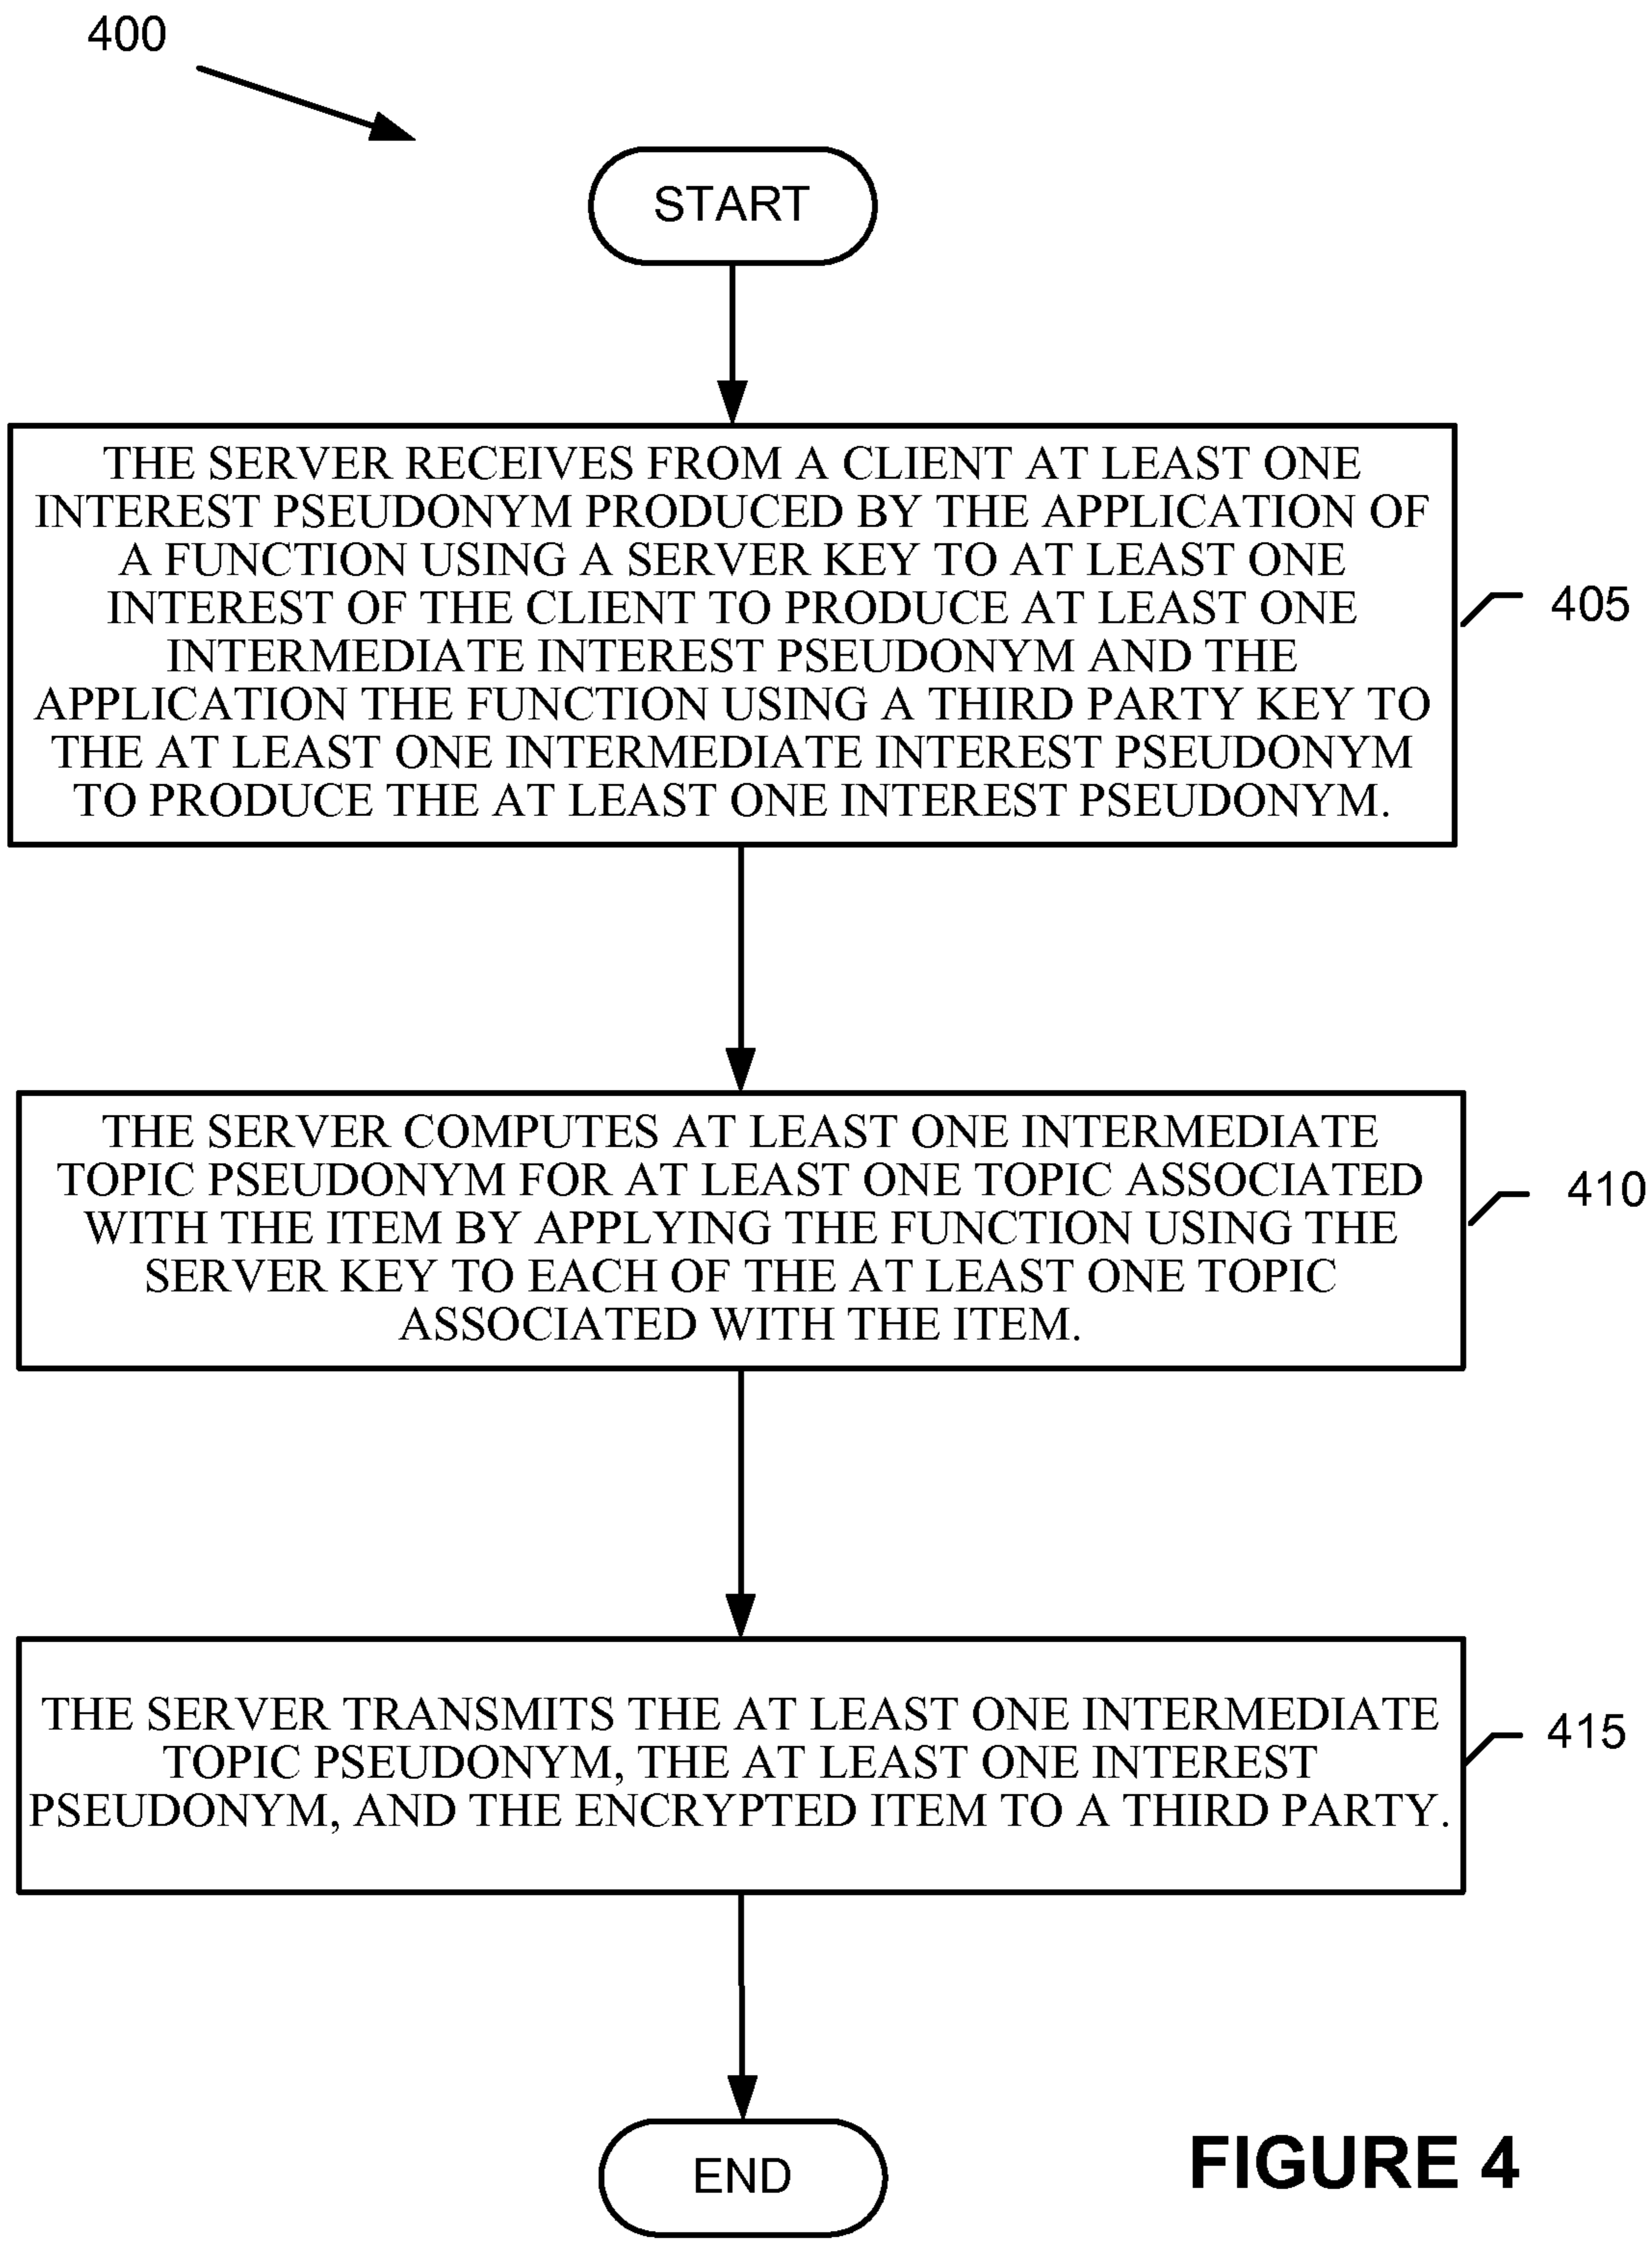 400
START
THE SERVER RECEIVES FROM A CLIENT AT LEAST ONE
INTEREST PSEUDONYM PRODUCED BY THE APPLICATION OF
A FUNCTION USING A SERVER KEY TO AT LEAST ONE
INTEREST OF THE CLIENT TO PRODUCE AT LEAST ONE
INTERMEDIATE INTEREST PSEUDONYM AND THE
APPLICATION THE FUNCTION USING A THIRD PARTY KEY TO
THE AT LEAST ONE INTERMEDIATE INTEREST PSEUDONYM
TO PRODUCE THE AT LEAST ONE INTEREST PSEUDONYM.
405
THE SERVER COMPUTES AT LEAST ONE INTERMEDIATE
TOPIC PSEUDONYM FOR AT LEAST ONE TOPIC ASSOCIATED
WITH THE ITEM BY APPLYING THE FUNCTION USING THE
SERVER KEY TO EACH OF THE AT LEAST ONE TOPIC
ASSOCIATED WITH THE ITEM.
410
THE SERVER TRANSMITS THE AT LEAST ONE INTERMEDIATE
TOPIC PSEUDONYM, THE AT LEAST ONE INTEREST
PSEUDONYM, AND THE ENCRYPTED ITEM TO A THIRD PARTY.
415
END
FIGURE 4